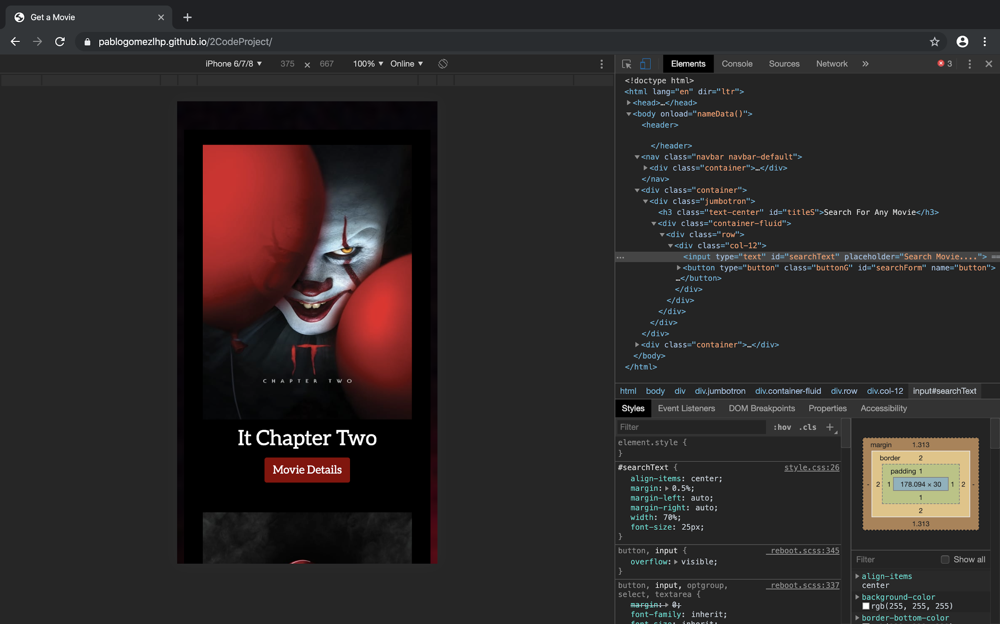 Get a Movie
pablogomezlhp.github.io/2CodeProject/
iPhone 6/7/8 ▼ 375 × 667 100% ▼ Online ▼
Elements Console Sources Network » 3
<!doctype html>
<html lang="en" dir="ltr">
<head>…</head>
<body onload="nameData()">
<header>
</header>
<nav class="navbar navbar-default">
<div class="container">…</div>
</nav>
<div class="container">
<div class="jumbotron">
<h3 class="text-center" id="titleS">Search For Any Movie</h3>
<div class="container-fluid">
<div class="row">
<div class="col-12">
<input type="text" id="searchText" placeholder="Search Movie...."> ==
<button type="button" class="buttonG" id="searchForm" name="button">
…</button>
</div>
</div>
</div>
</div>
</div>
<div class="container">…</div>
</body>
</html>
IT
CHAPTER TWO
It Chapter Two
Movie Details
html body div div.jumbotron div.container-fluid div.row div.col-12 input#searchText
Styles Event Listeners DOM Breakpoints Properties Accessibility
Filter :hov .cls +
element.style {
}
#searchText { style.css:26
align-items: center;
margin: 0.5%;
margin-left: auto;
margin-right: auto;
width: 70%;
font-size: 25px;
}
button, input { _reboot.scss:345
overflow: visible;
}
button, input, optgroup, _reboot.scss:337
select, textarea {
margin: 0;
font-family: inherit;
font-size: inherit;
margin 1.313
border 2
padding 1
- 2 1 178.094 × 30 1 2 -
1
2
1.313
Filter Show all
align-items
center
background-color
rgb(255, 255, 255)
border-bottom-color